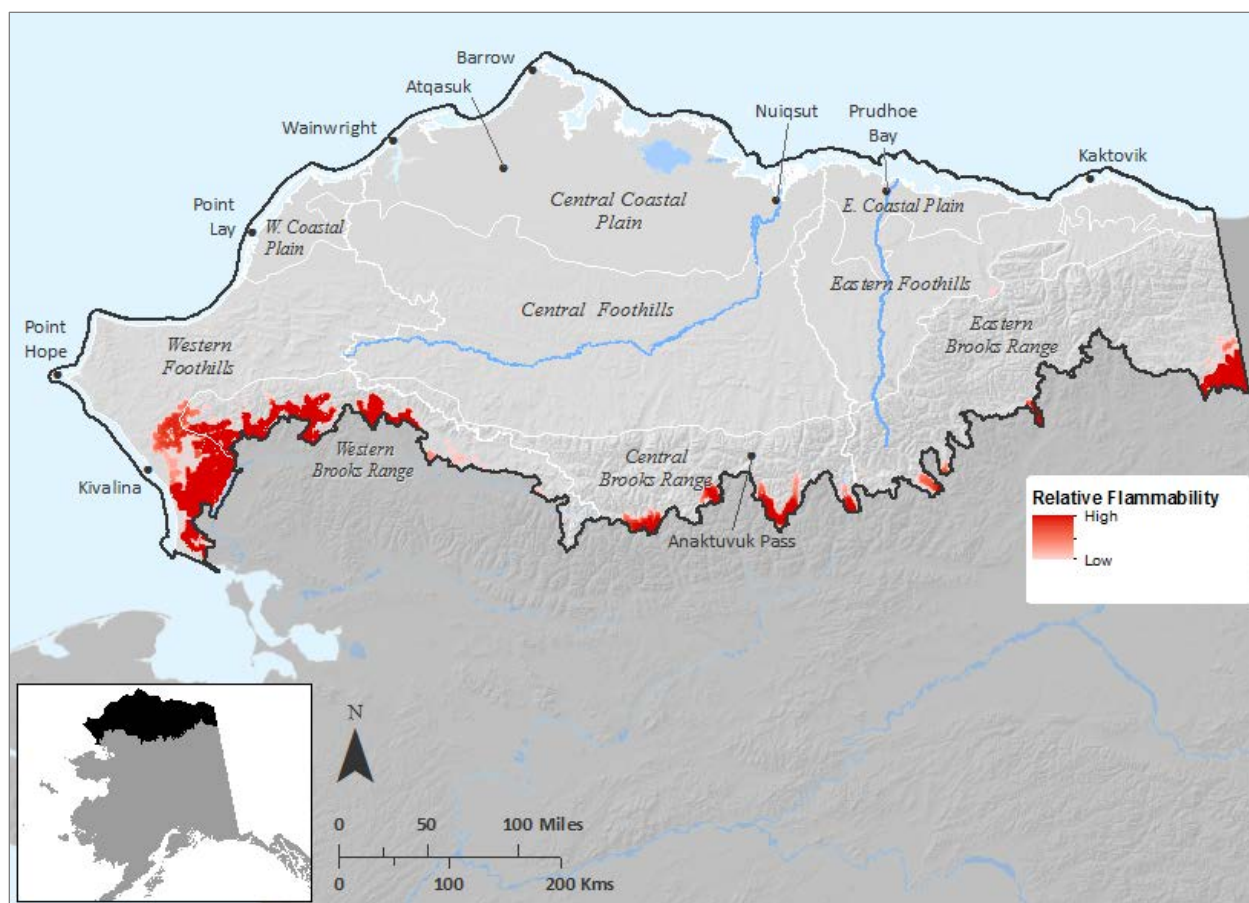 Barrow
Atqasuk
Wainwright
Nuiqsut
Prudhoe
Bay
Kaktovik
Point
Lay
W. Coastal
Plain
Central Coastal
Plain
E. Coastal Plain
Central Foothills
Eastern Foothills
Eastern
Brooks Range
Point
Hope
Western
Foothills
Western
Brooks Range
Central
Brooks Range
Kivalina
Anaktuvuk Pass
Relative Flammability
High
Low
N
0 50 100 Miles
0 100 200 Kms